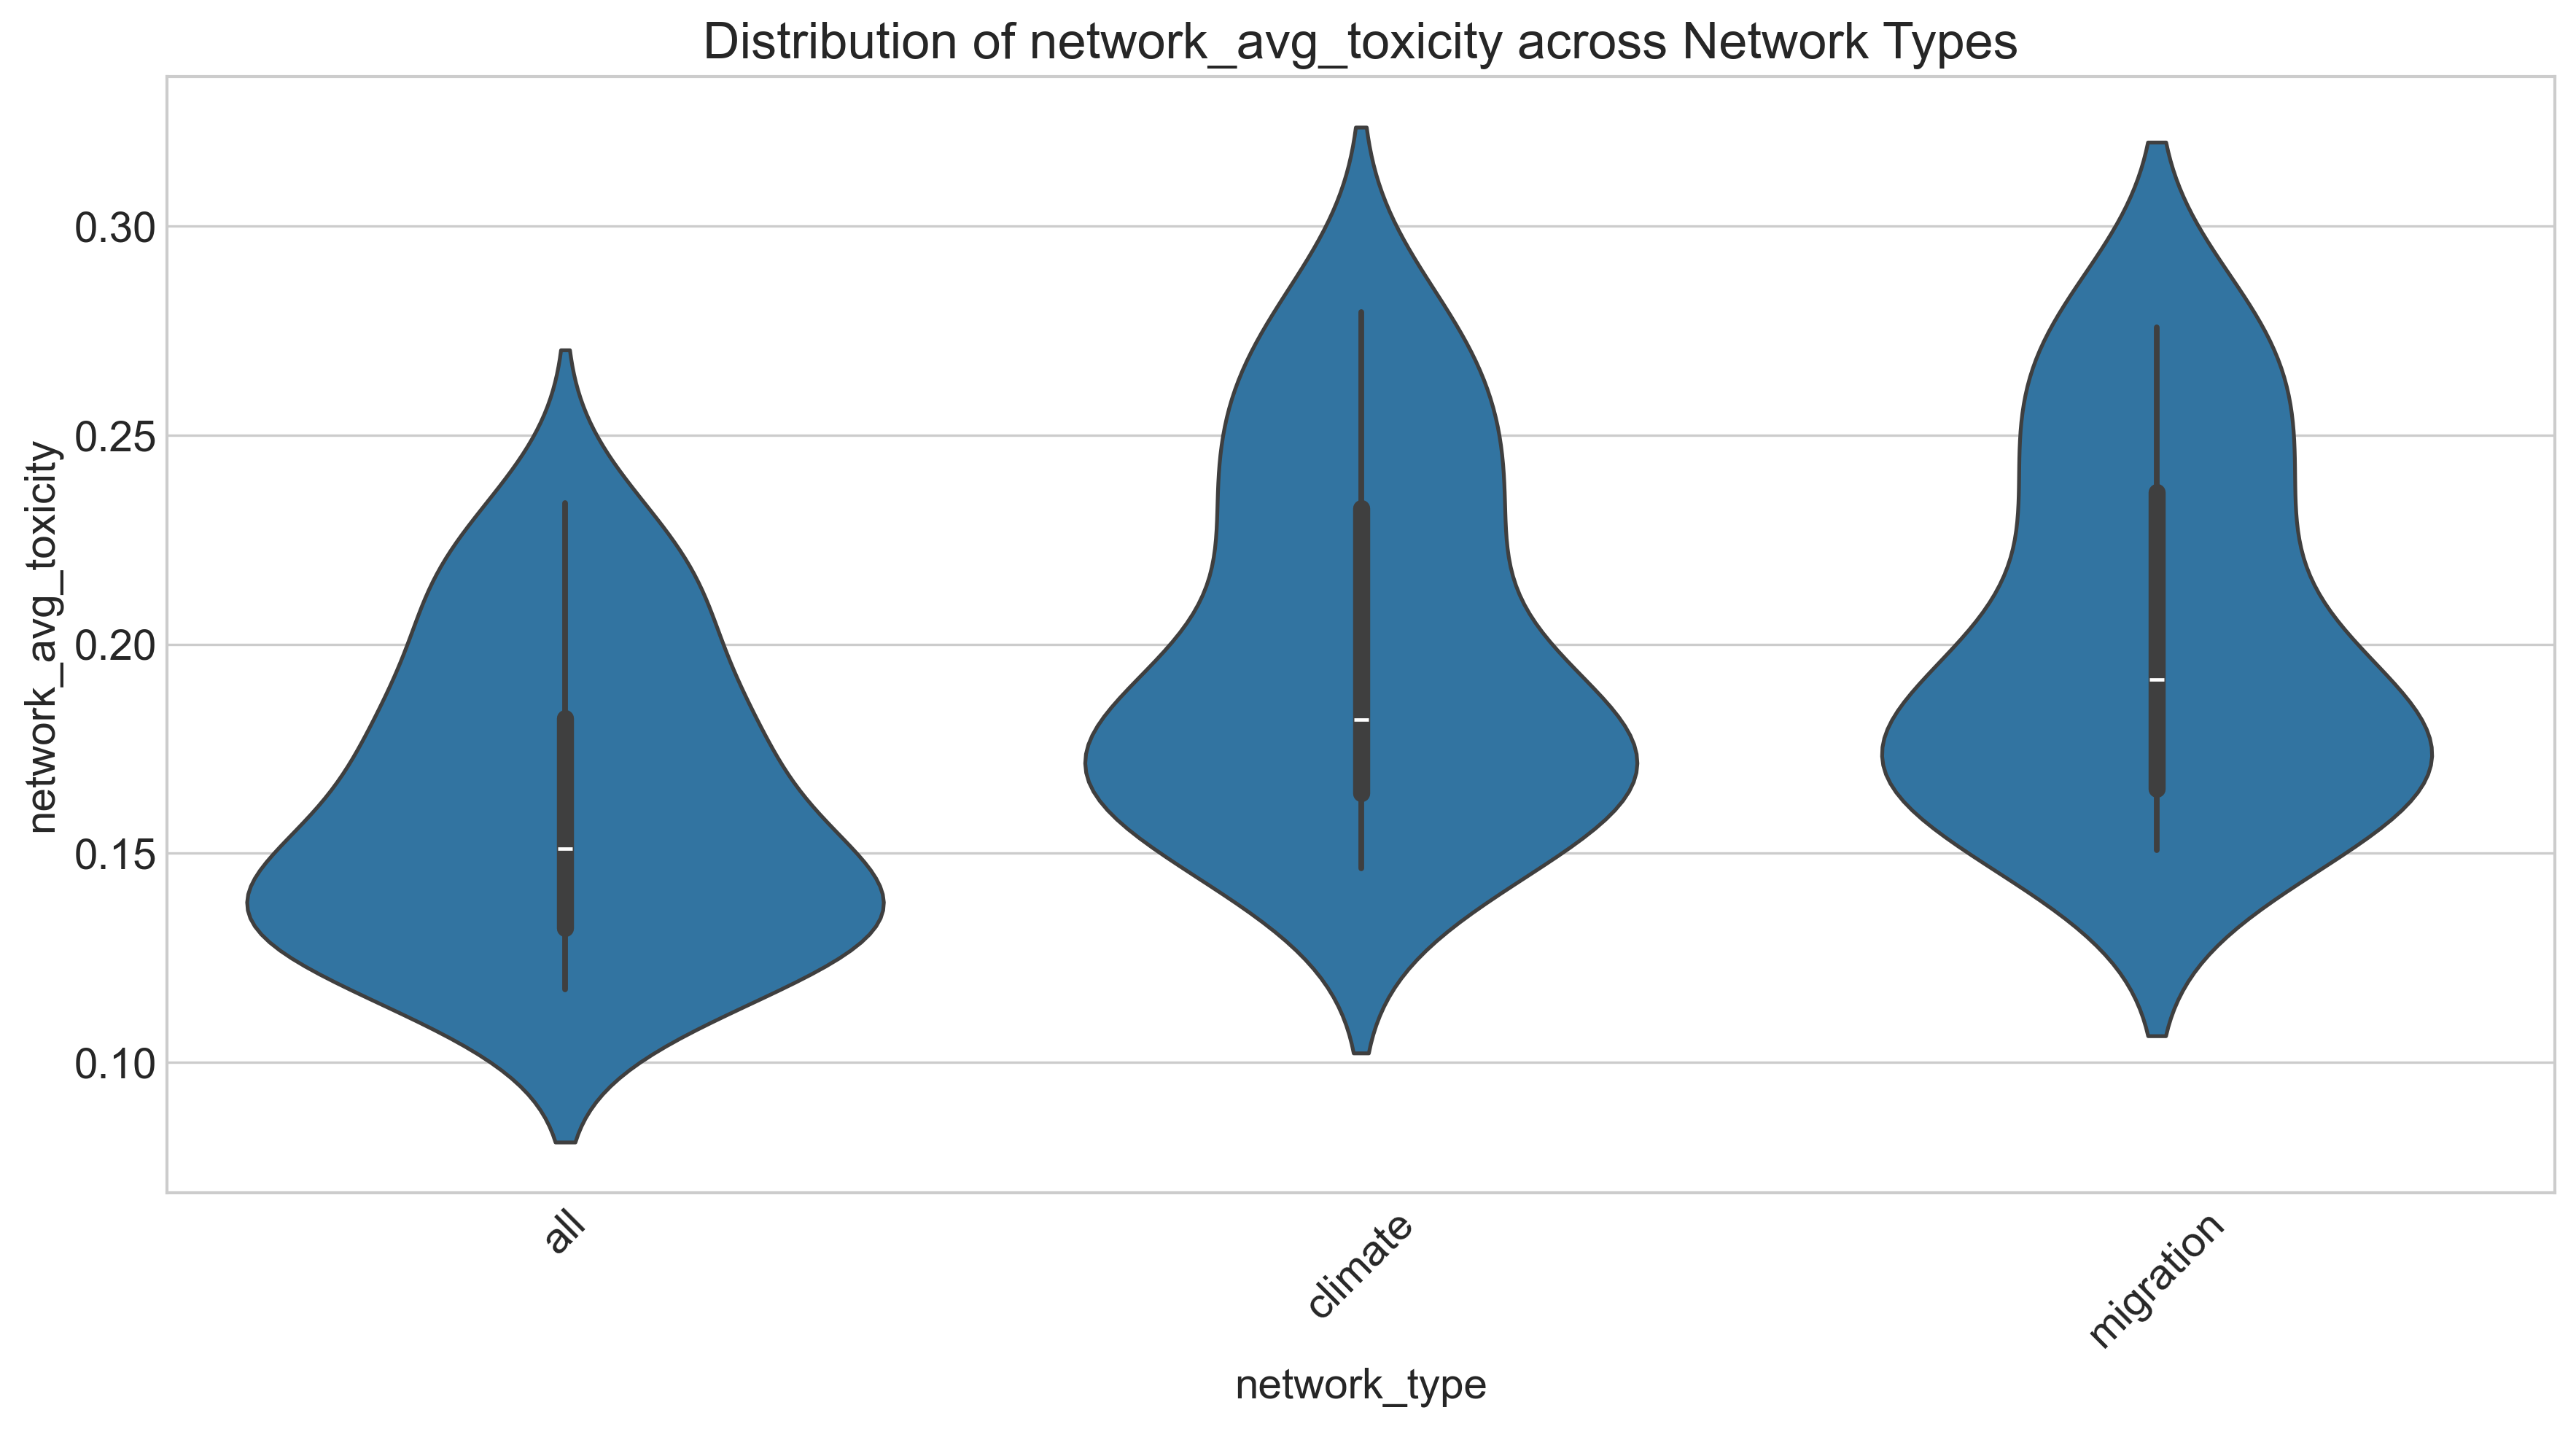 Distribution of network_avg_toxicity across Network Types
network_avg_toxicity
0.30
0.25
0.20
0.15
0.10
all
climate
migration
network_type